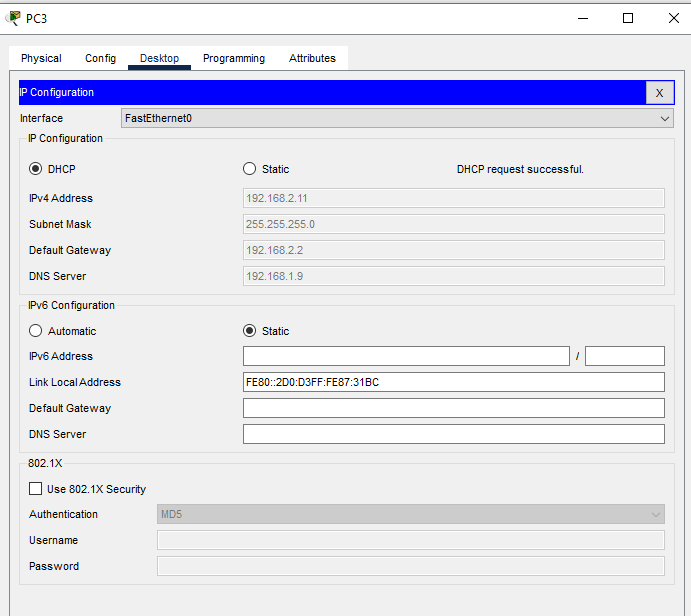 PC3
Physical Config Desktop Programming Attributes
IP Configuration X
Interface FastEthernet0
IP Configuration
DHCP Static DHCP request successful.
IPv4 Address 192.168.2.11
Subnet Mask 255.255.255.0
Default Gateway 192.168.2.2
DNS Server 192.168.1.9
IPv6 Configuration
Automatic Static
IPv6 Address /
Link Local Address FE80::2D0:D3FF:FE87:31BC
Default Gateway
DNS Server
802.1X
Use 802.1X Security
Authentication MD5
Username
Password